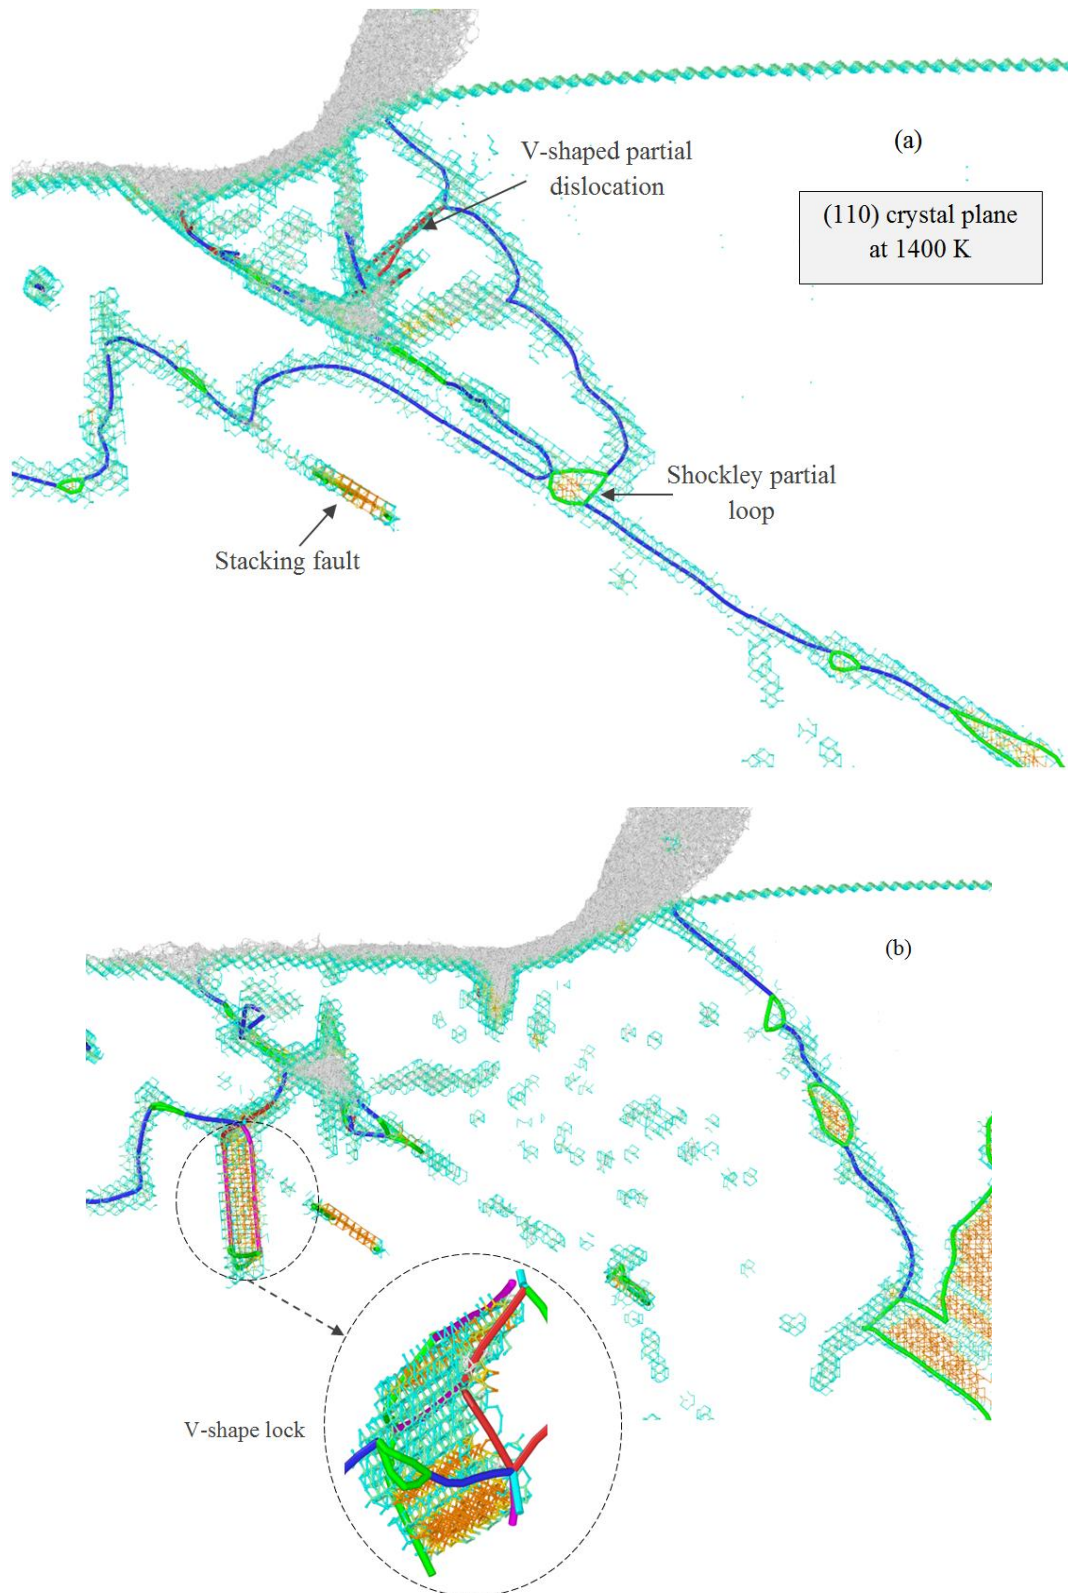 (a)
V-shaped partial
dislocation
(110) crystal plane
at 1400 K
Shockley partial
loop
Stacking fault
(b)
V-shape lock